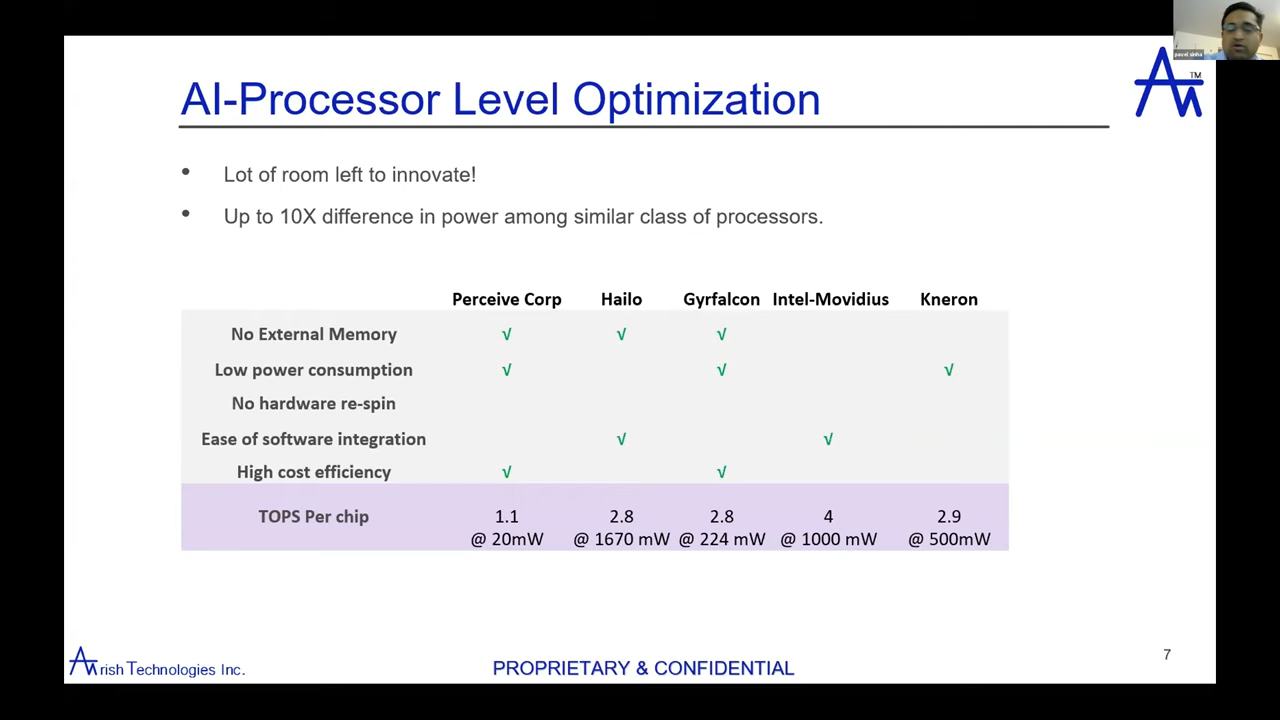 pavel sinha
TM
AI-Processor Level Optimization
• Lot of room left to innovate!
• Up to 10X difference in power among similar class of processors.
Perceive Corp Hailo Gyrfalcon Intel-Movidius Kneron
No External Memory √ √ √
Low power consumption √ √ √
No hardware re-spin
Ease of software integration √ √
High cost efficiency √ √
TOPS Per chip 1.1 2.8 2.8 4 2.9
@ 20mW @ 1670 mW @ 224 mW @ 1000 mW @ 500mW
rish Technologies Inc. PROPRIETARY & CONFIDENTIAL 7